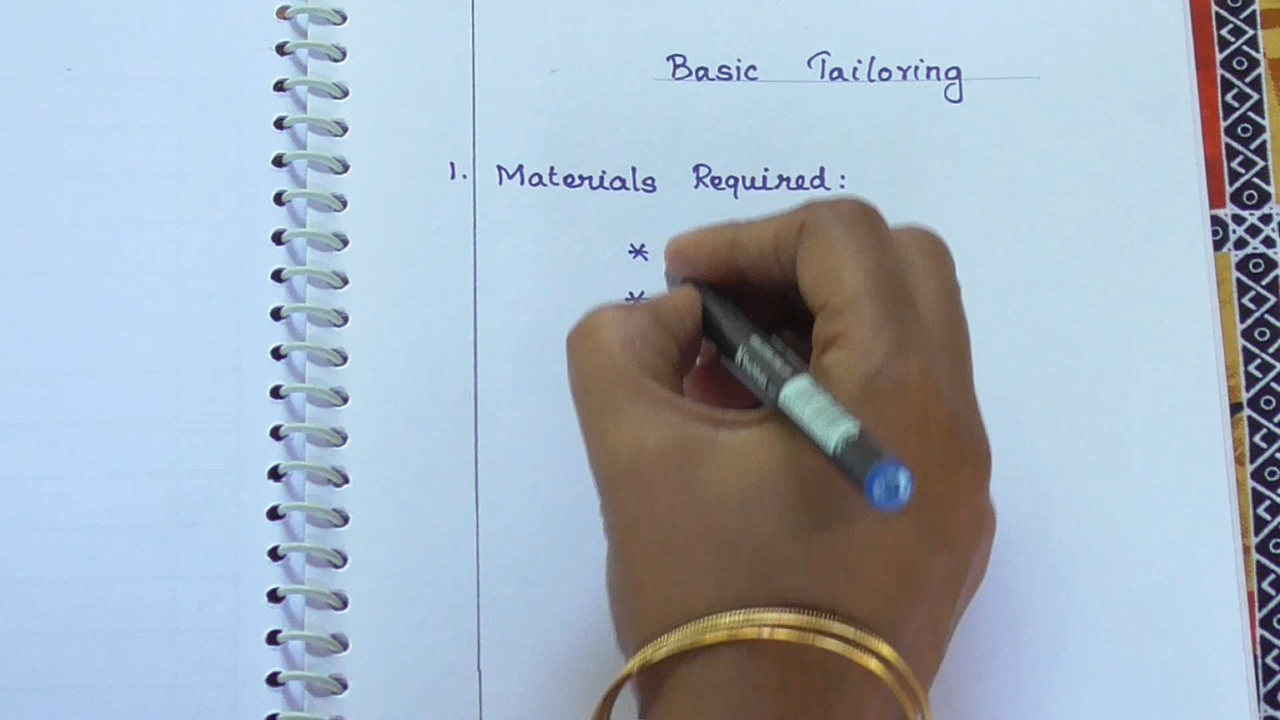 Basic Tailoring
1. Materials Required:
*
*